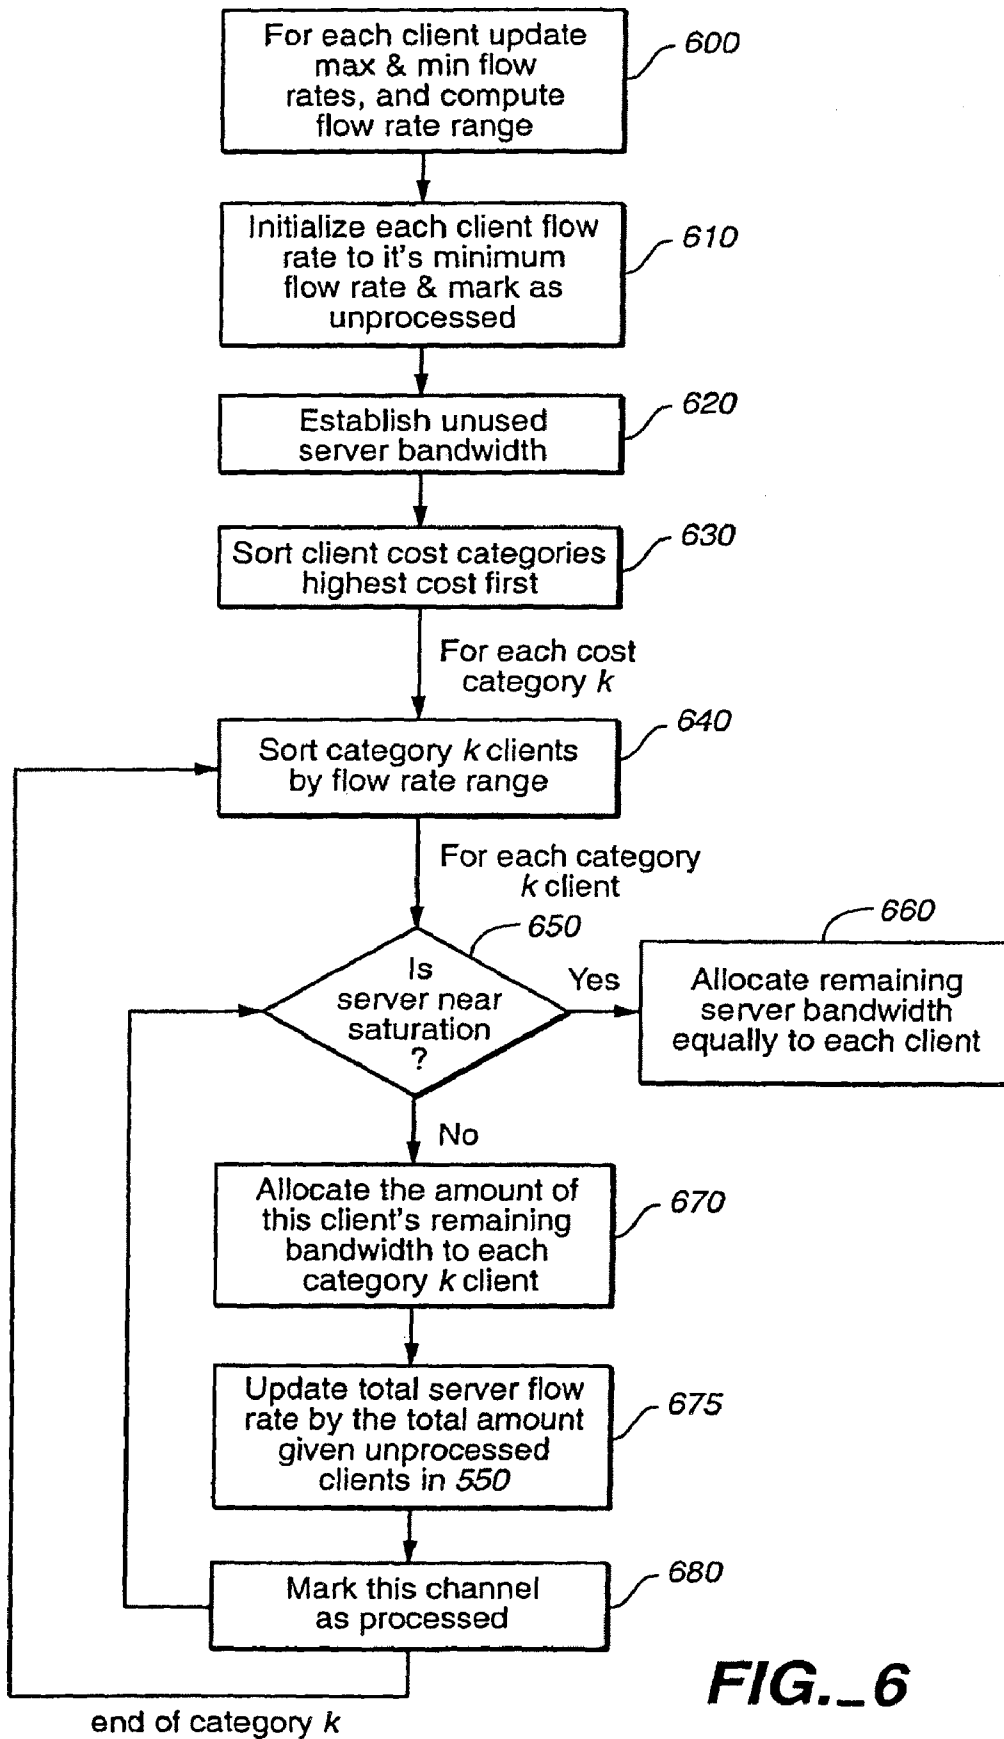 For each client update
max & min flow
rates, and compute
flow rate range
600
Initialize each client flow
rate to it's minimum
flow rate & mark as
unprocessed
610
Establish unused
server bandwidth
620
Sort client cost categories
highest cost first
630
For each cost
category k
Sort category k clients
by flow rate range
640
For each category
k client
Is
server near
saturation
?
650
Yes
Allocate remaining
server bandwidth
equally to each client
660
No
Allocate the amount of
this client's remaining
bandwidth to each
category k client
670
Update total server flow
rate by the total amount
given unprocessed
clients in 550
675
Mark this channel
as processed
680
end of category k
FIG._6